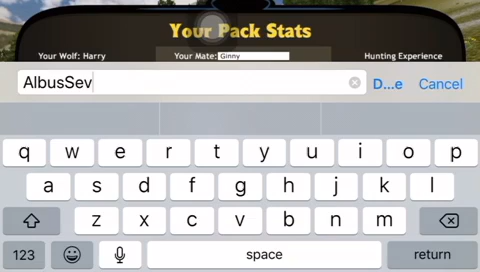 Your Pack Stats
Your Wolf: Harry Your Mate: Ginny Hunting Experience
AlbusSev D...e Cancel
q w e r t y u i o p
a s d f g h j k l
z x c v b n m
123 space return